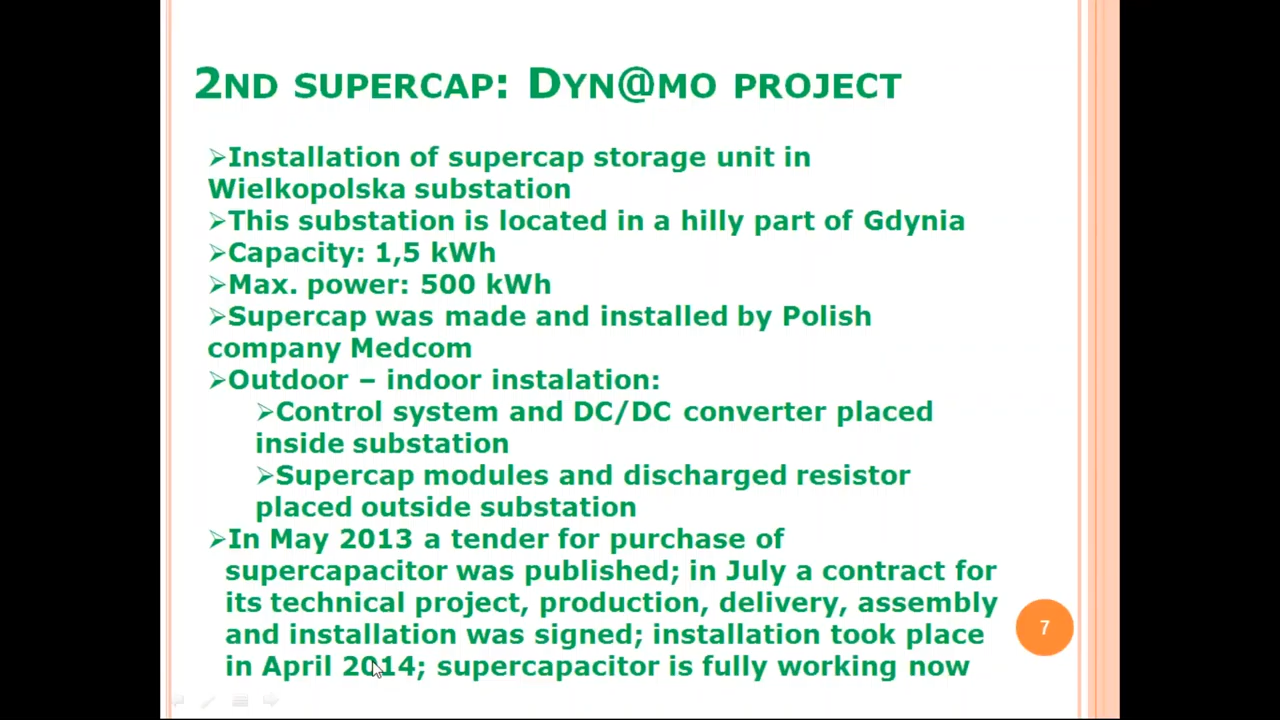 2ND SUPERCAP: DYN@MO PROJECT
➢Installation of supercap storage unit in
Wielkopolska substation
➢This substation is located in a hilly part of Gdynia
➢Capacity: 1,5 kWh
➢Max. power: 500 kWh
➢Supercap was made and installed by Polish
company Medcom
➢Outdoor – indoor instalation:
➢Control system and DC/DC converter placed
inside substation
➢Supercap modules and discharged resistor
placed outside substation
➢In May 2013 a tender for purchase of
supercapacitor was published; in July a contract for
its technical project, production, delivery, assembly
and installation was signed; installation took place
in April 2014; supercapacitor is fully working now
7